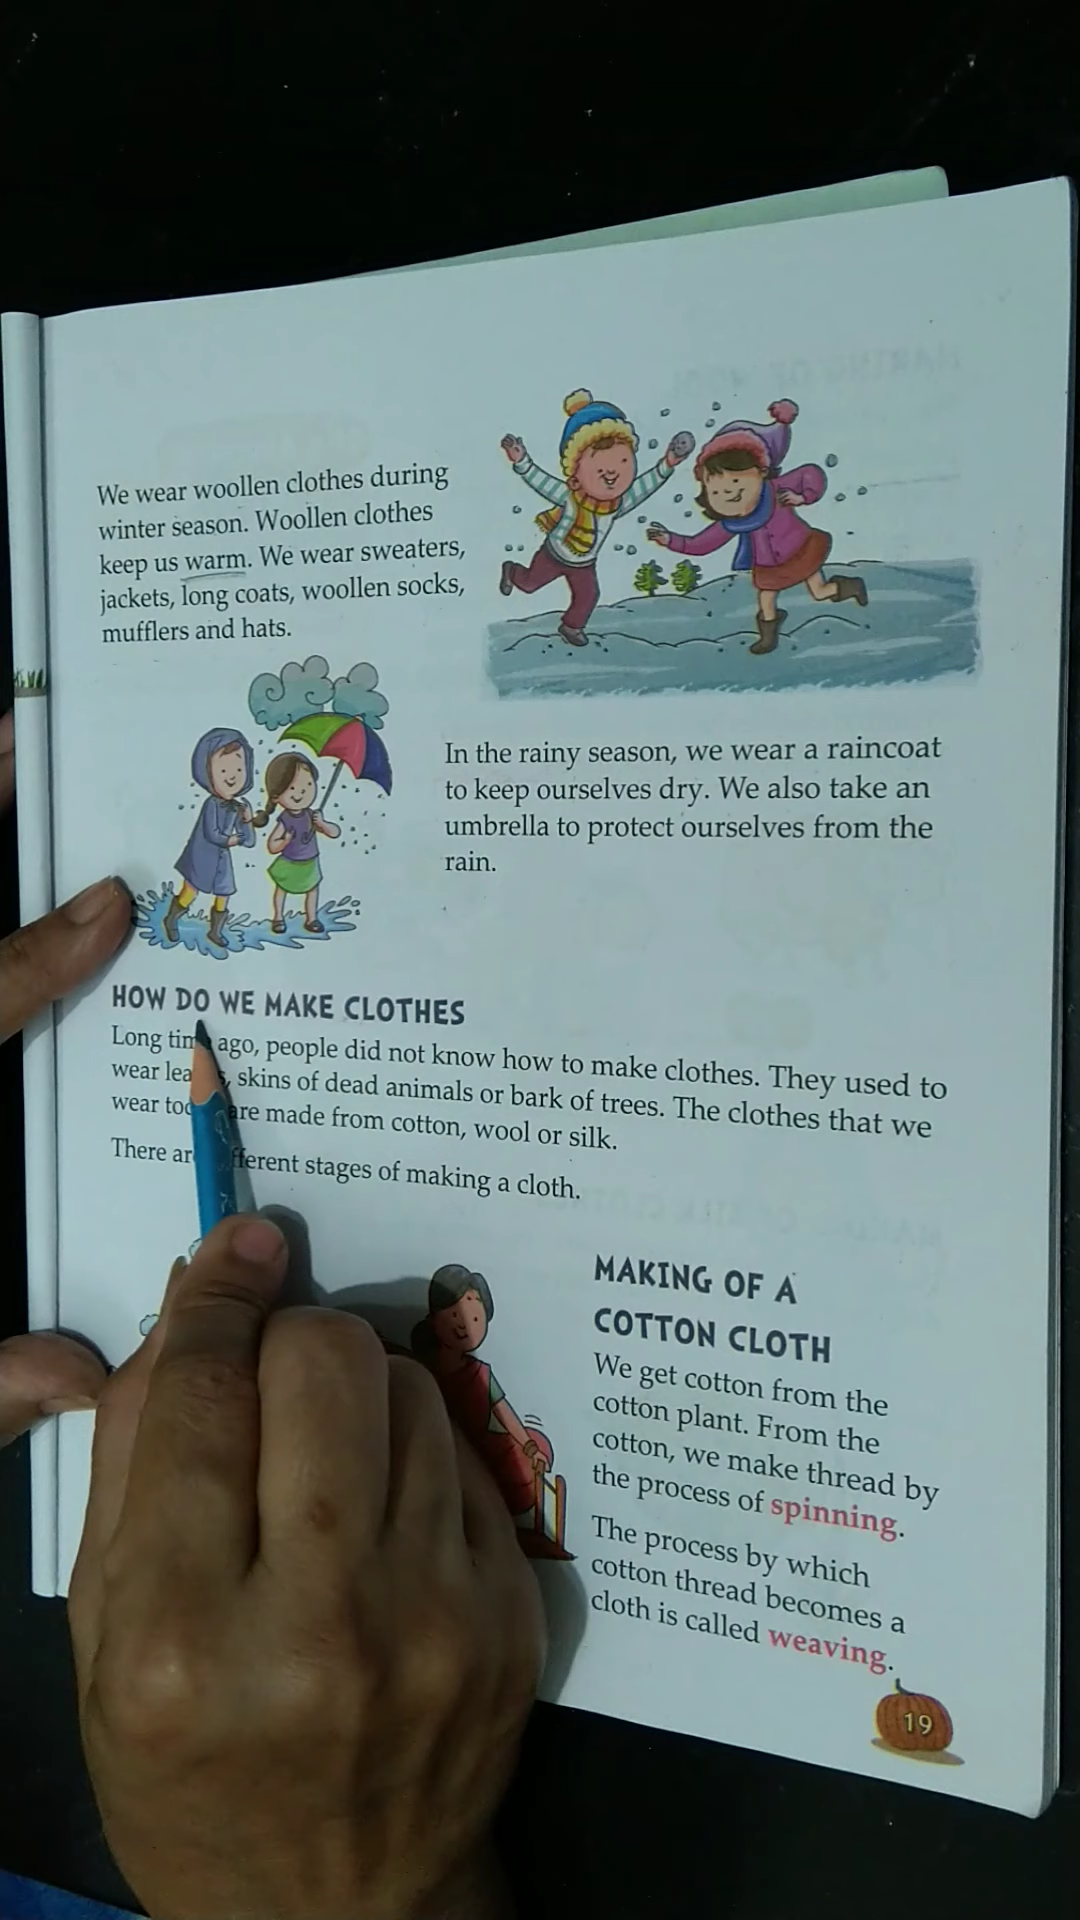 We wear woollen clothes during
winter season. Woollen clothes
keep us warm. We wear sweaters,
jackets, long coats, woollen socks,
mufflers and hats.
In the rainy season, we wear a raincoat
to keep ourselves dry. We also take an
umbrella to protect ourselves from the
rain.
HOW DO WE MAKE CLOTHES
Long time ago, people did not know how to make clothes. They used to
wear skins of dead animals or bark of trees. The clothes that we
wear are made from cotton, wool or silk.
There stages of making a cloth.
MAKING OF A
COTTON CLOTH
We get cotton from the
cotton plant. From the
cotton, we make thread by
the process of spinning.
The process by which
cotton thread becomes a
cloth is called weaving.
19